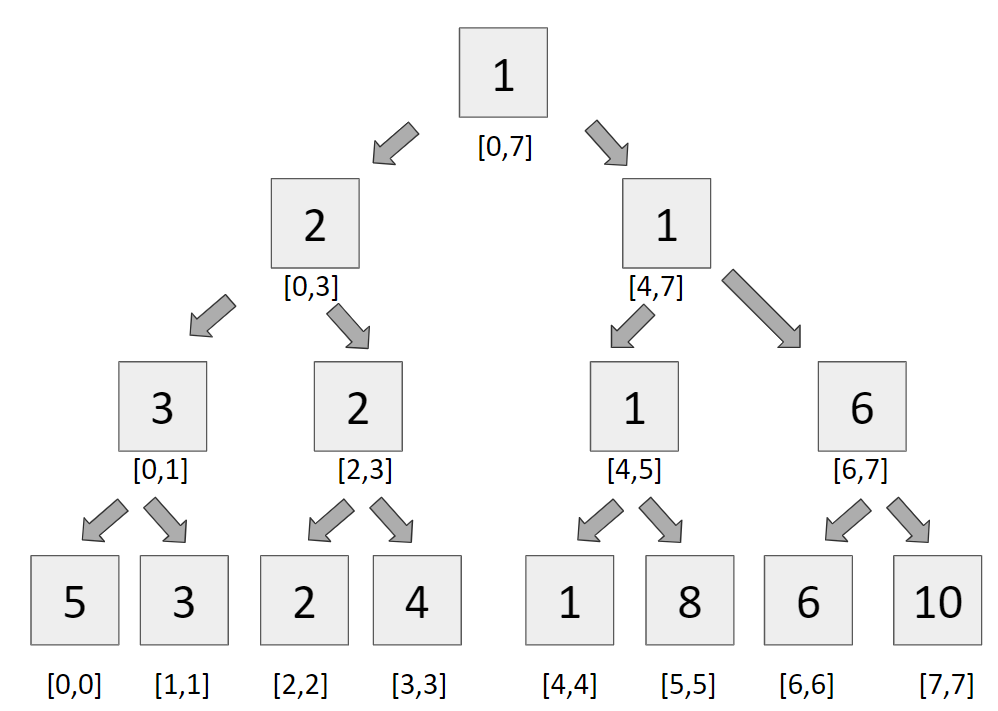 1
[0,7]
2 1
[0,3] [4,7]
3 2 1 6
[0,1] [2,3] [4,5] [6,7]
5 3 2 4 1 8 6 10
[0,0] [1,1] [2,2] [3,3] [4,4] [5,5] [6,6] [7,7]